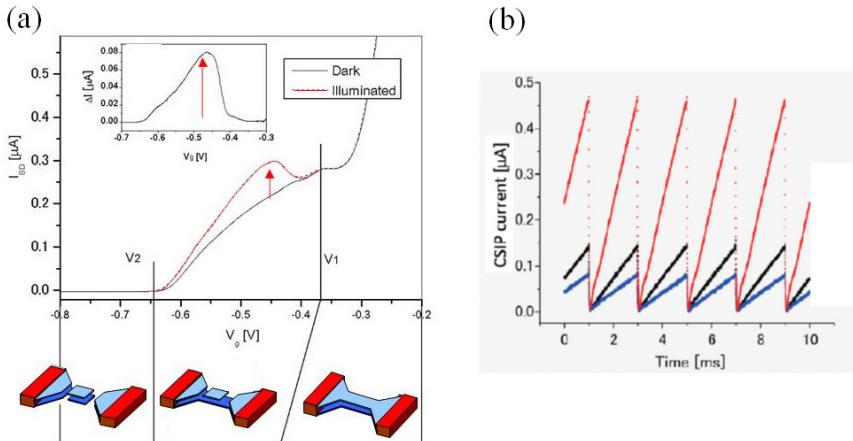 (a)
0.5
0.4
0.3
0.2
0.1
0.0
I_SD [μA]
0.08
0.06
0.04
0.02
0.00
ΔI [μA]
-0.7 -0.6 -0.5 -0.4 -0.3
Vg [V]
Dark
Illuminated
V2
V1
-0.8 -0.7 -0.6 -0.5 -0.4 -0.3 -0.2
Vg [V]
(b)
0.5
0.4
0.3
0.2
0.1
0.0
CSIP current [μA]
0 2 4 6 8 10
Time [ms]